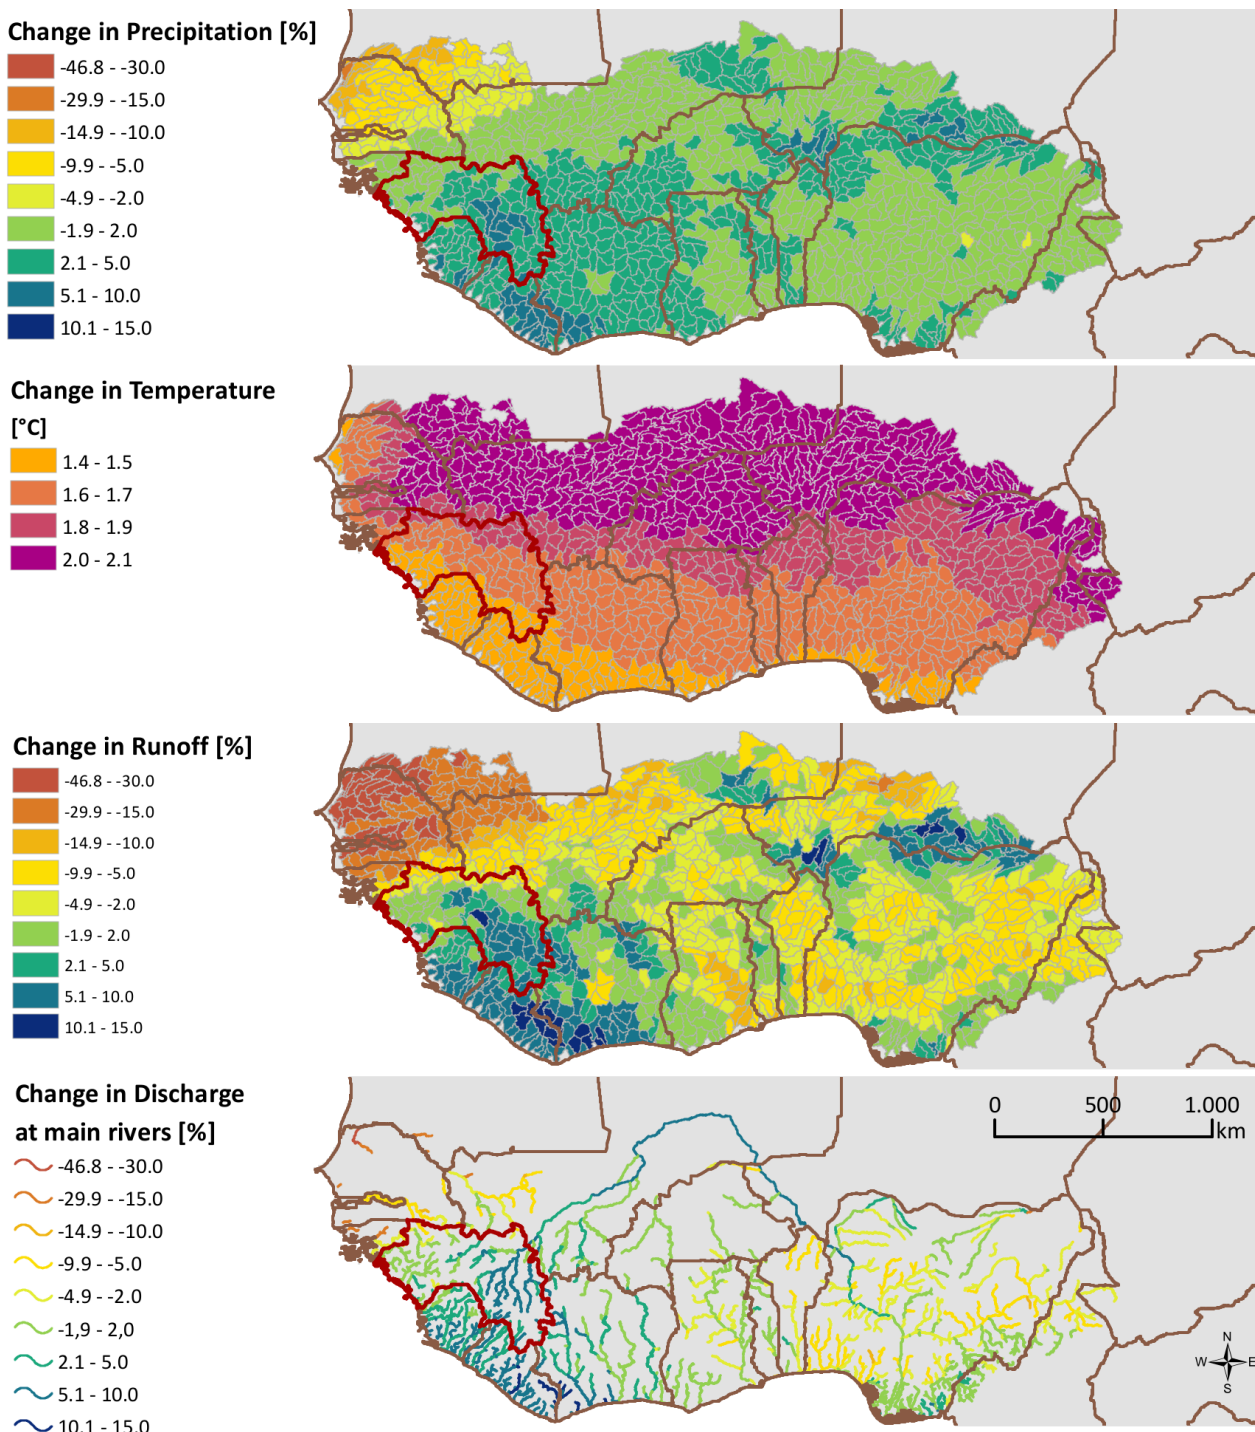 Change in Precipitation [%]
-46.8 - -30.0
-29.9 - -15.0
-14.9 - -10.0
-9.9 - -5.0
-4.9 - -2.0
-1.9 - 2.0
2.1 - 5.0
5.1 - 10.0
10.1 - 15.0
Change in Temperature
[°C]
1.4 - 1.5
1.6 - 1.7
1.8 - 1.9
2.0 - 2.1
Change in Runoff [%]
-46.8 - -30.0
-29.9 - -15.0
-14.9 - -10.0
-9.9 - -5.0
-4.9 - -2.0
-1.9 - 2.0
2.1 - 5.0
5.1 - 10.0
10.1 - 15.0
Change in Discharge
at main rivers [%]
-46.8 - -30.0
-29.9 - -15.0
-14.9 - -10.0
-9.9 - -5.0
-4.9 - -2.0
-1,9 - 2,0
2.1 - 5.0
5.1 - 10.0
10.1 - 15.0
0 500 1.000
km
N
W E
S